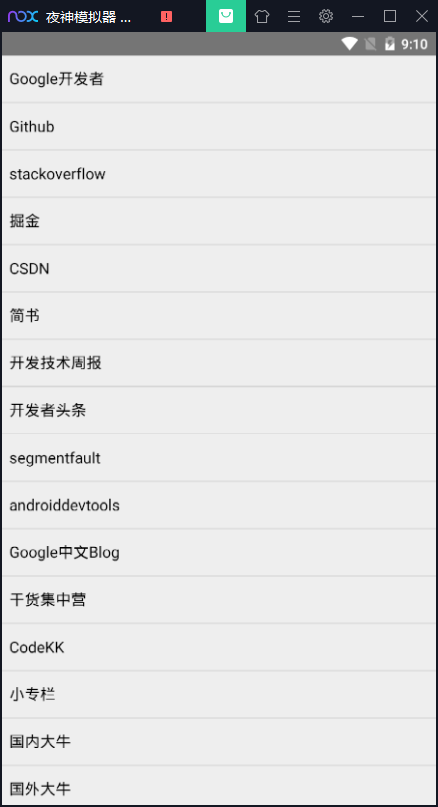 nox 夜神模拟器 ...
9:10
Google开发者
Github
stackoverflow
掘金
CSDN
简书
开发技术周报
开发者头条
segmentfault
androiddevtools
Google中文Blog
干货集中营
CodeKK
小专栏
国内大牛
国外大牛